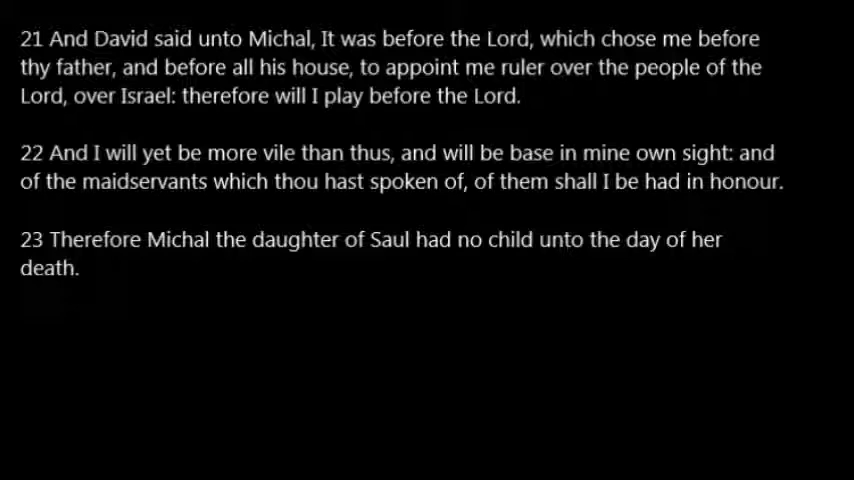 21 And David said unto Michal, It was before the Lord, which chose me before
thy father, and before all his house, to appoint me ruler over the people of the
Lord, over Israel: therefore will I play before the Lord.
22 And I will yet be more vile than thus, and will be base in mine own sight: and
of the maidservants which thou hast spoken of, of them shall I be had in honour.
23 Therefore Michal the daughter of Saul had no child unto the day of her
death.